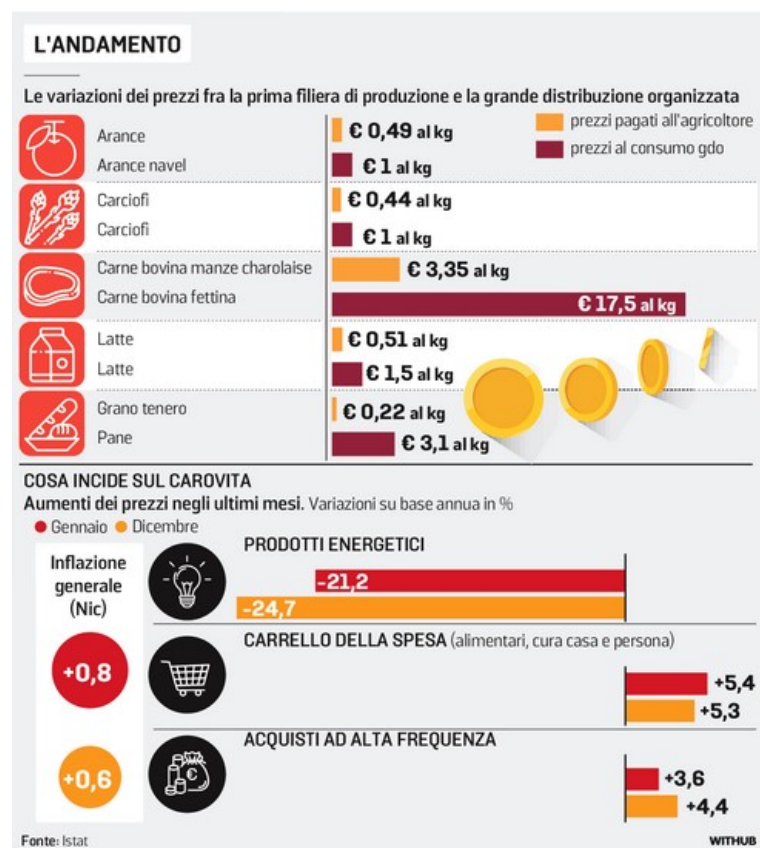 L'ANDAMENTO
Le variazioni dei prezzi fra la prima filiera di produzione e la grande distribuzione organizzata
prezzi pagati all'agricoltore
prezzi al consumo gdo
Arance
€ 0,49 al kg
Arance navel
€ 1 al kg
Carciofi
€ 0,44 al kg
Carciofi
€ 1 al kg
Carne bovina manze charolaise
€ 3,35 al kg
Carne bovina fettina
€ 17,5 al kg
Latte
€ 0,51 al kg
Latte
€ 1,5 al kg
Grano tenero
€ 0,22 al kg
Pane
€ 3,1 al kg
COSA INCIDE SUL CAROVITA
Aumenti dei prezzi negli ultimi mesi. Variazioni su base annua in %
Gennaio Dicembre
Inflazione
generale
(Nic)
+0,8
+0,6
PRODOTTI ENERGETICI
-21,2
-24,7
CARRELLO DELLA SPESA (alimentari, cura casa e persona)
+5,4
+5,3
ACQUISTI AD ALTA FREQUENZA
€
+3,6
+4,4
Fonte: Istat
WITHUB